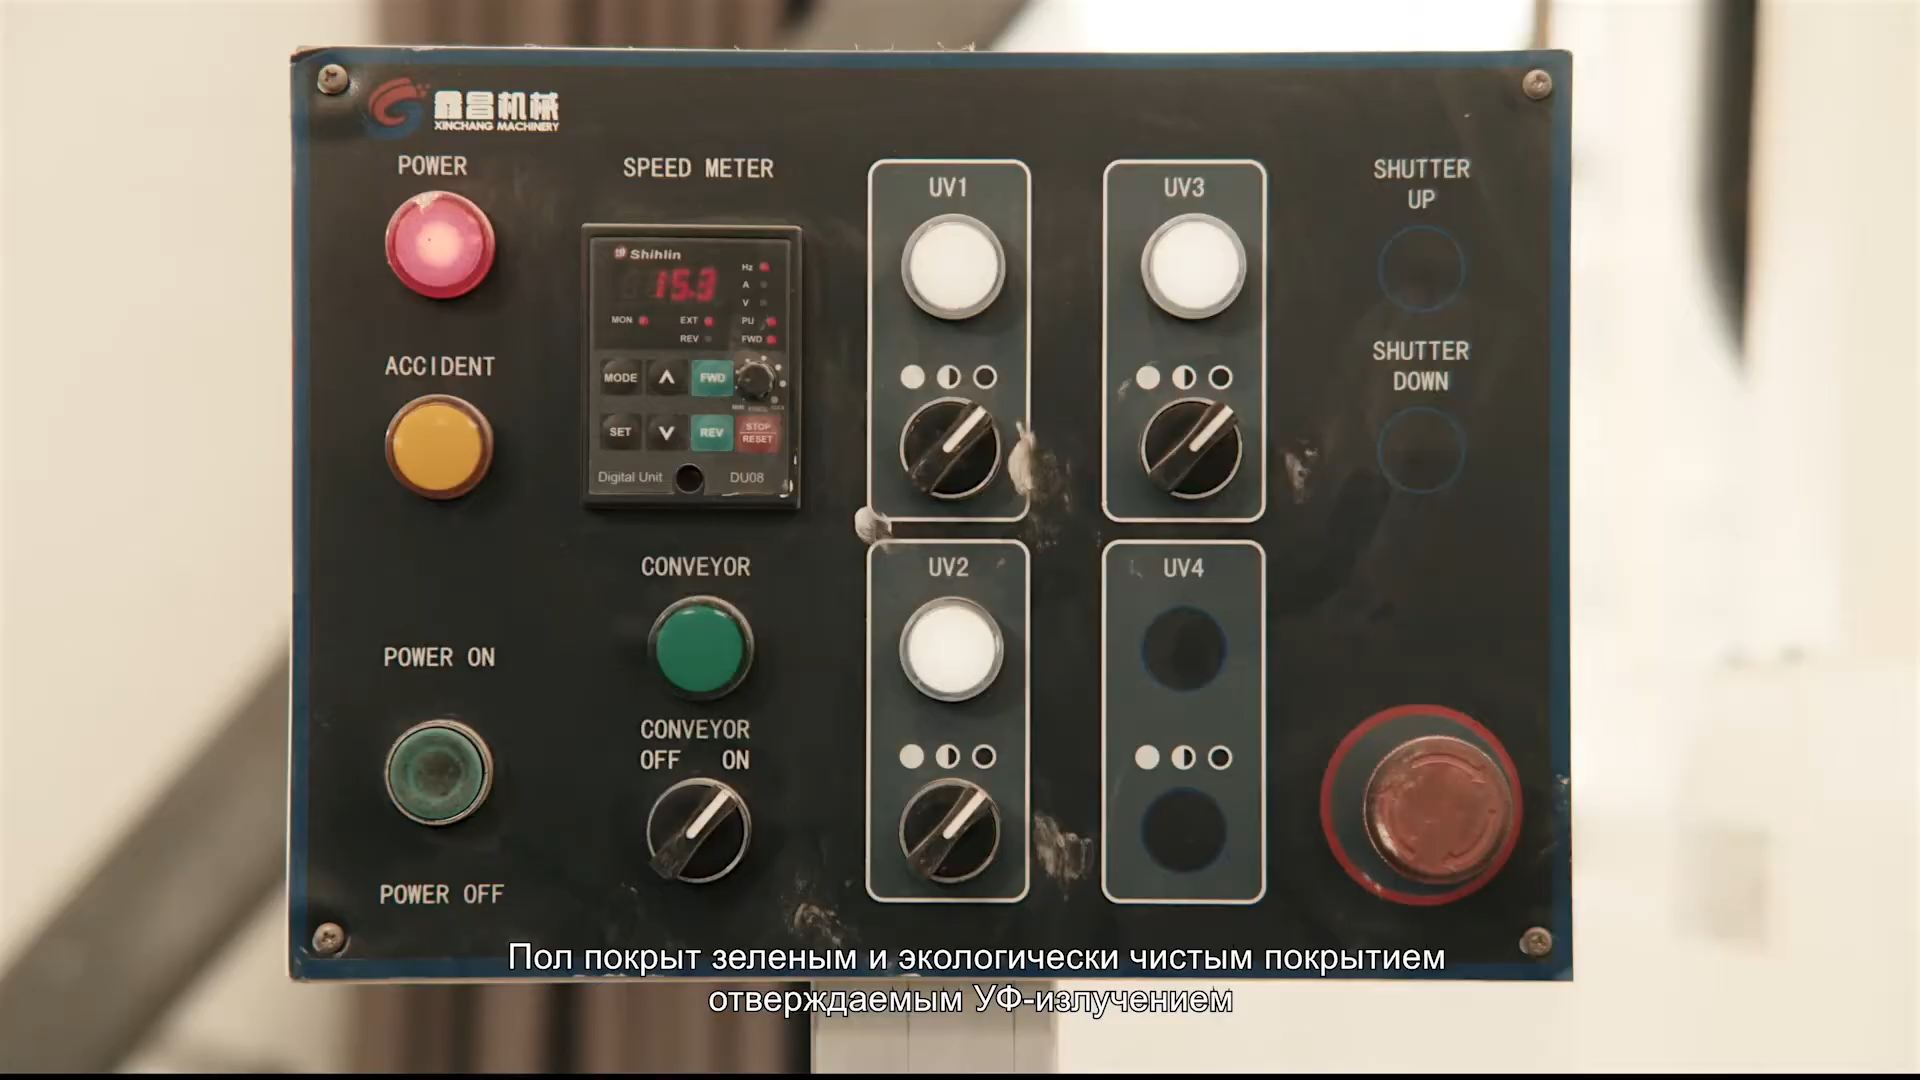 鑫昌机械
XINCHANG MACHINERY
POWER
SPEED METER
UV1
UV3
SHUTTER
UP
Shihlin
15.3
Hz
A
V
MON
EXT
PU
REV
FWD
MODE
FWD
SET
REV
STOP
RESET
Digital Unit
DU08
ACCIDENT
SHUTTER
DOWN
CONVEYOR
UV2
UV4
POWER ON
CONVEYOR
OFF ON
POWER OFF
Пол покрыт зеленым и экологически чистым покрытием
отверждаемым УФ-излучением